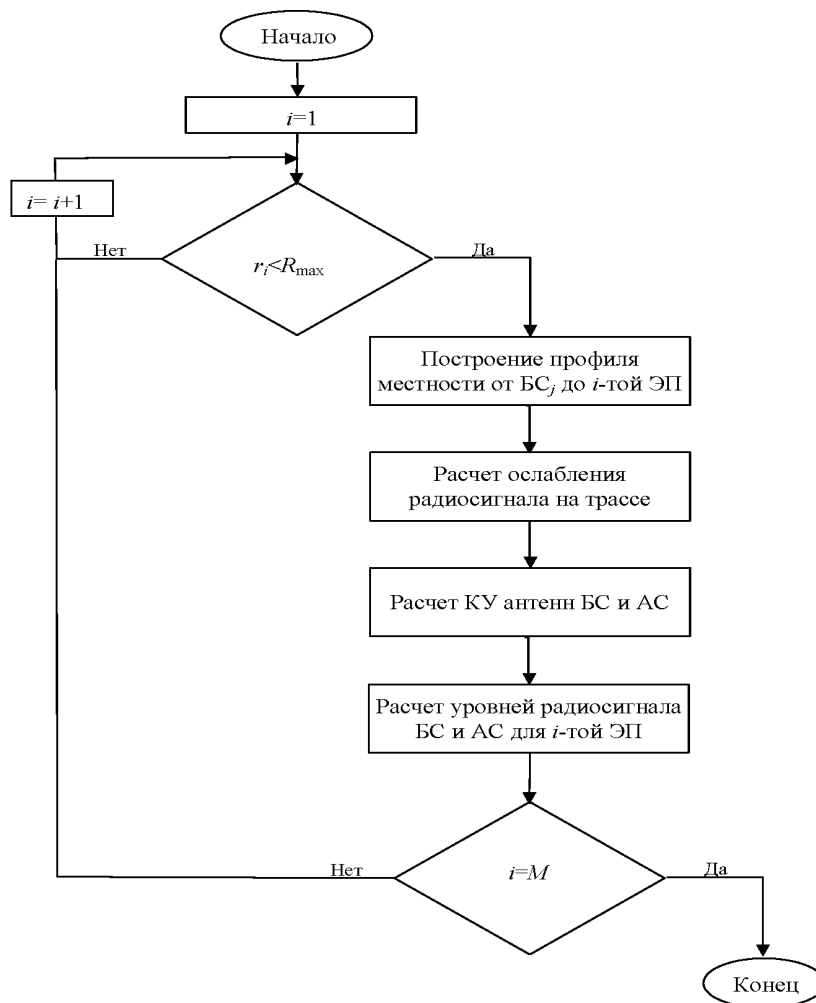 Начало
i=1
i= i+1
Нет
Да
r_i<R_max
Построение профиля
местности от БС_j до i-той ЭП
Расчет ослабления
радиосигнала на трассе
Расчет КУ антенн БС и АС
Расчет уровней радиосигнала
БС и АС для i-той ЭП
Нет
i=M
Да
Конец